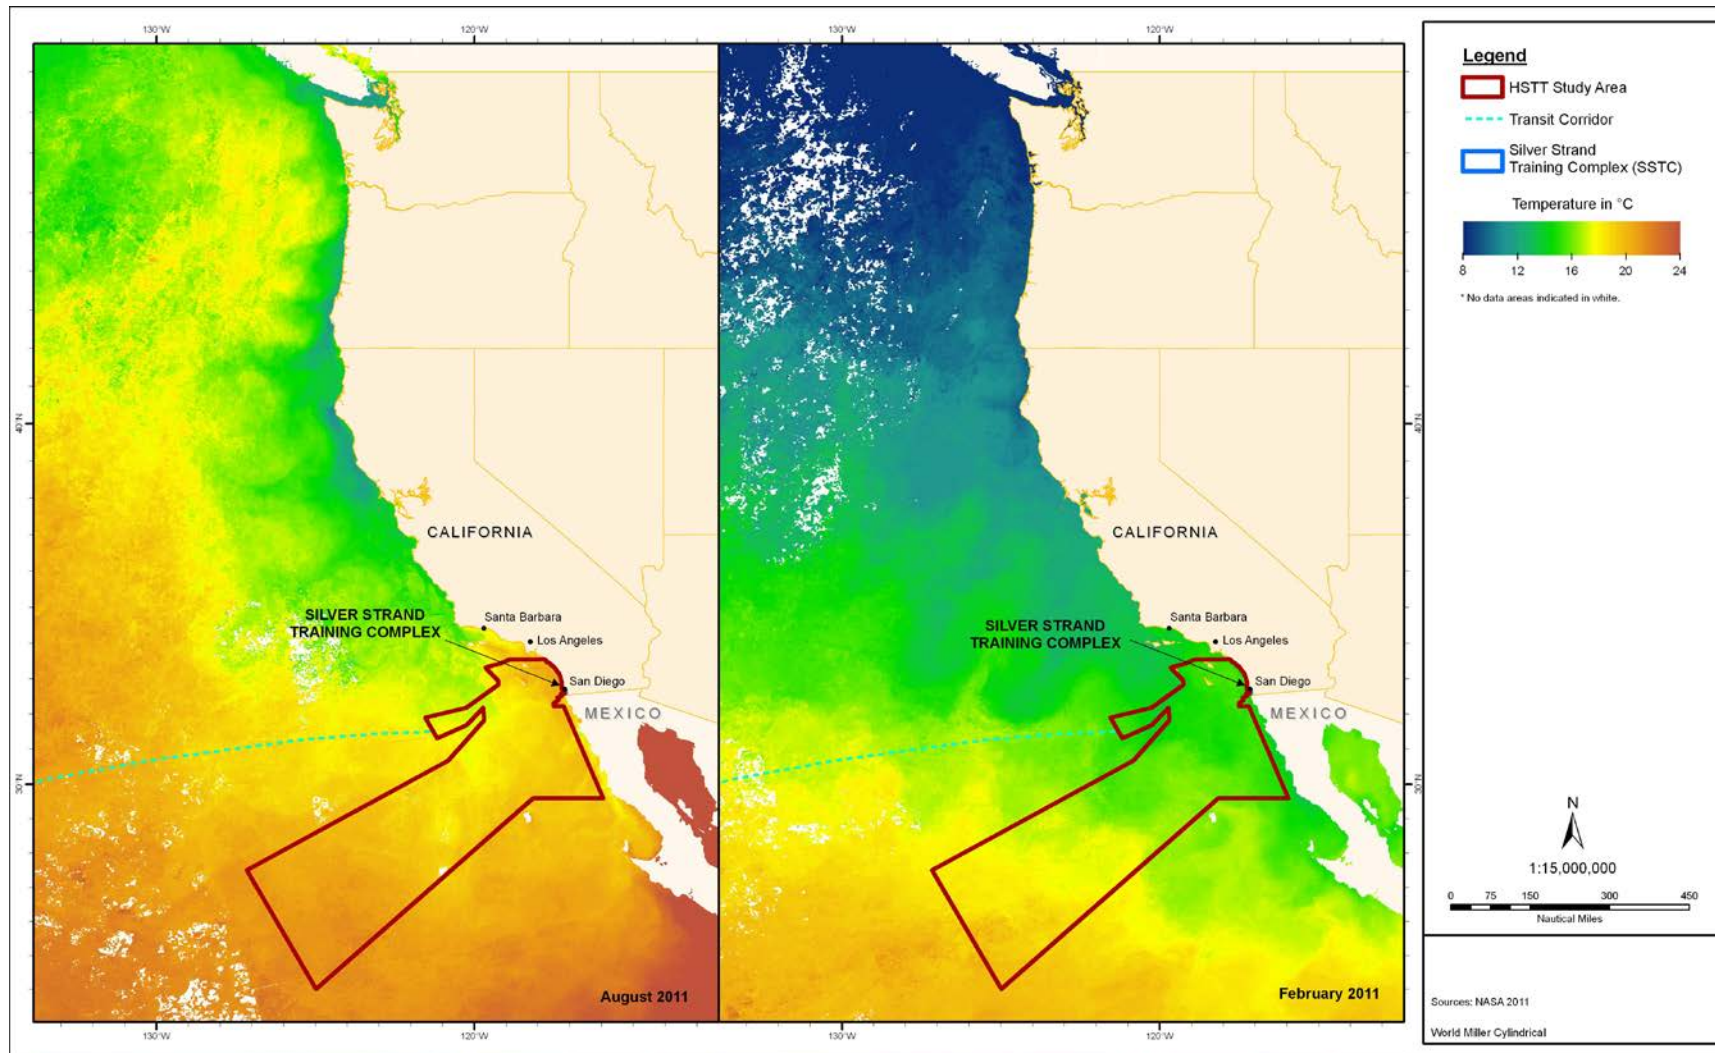 130°W
120°W
130°W
120°W
40°N
30°N
40°N
30°N
CALIFORNIA
Santa Barbara
SILVER STRAND
TRAINING COMPLEX
Los Angeles
San Diego
MEXICO
August 2011
CALIFORNIA
Santa Barbara
SILVER STRAND
TRAINING COMPLEX
Los Angeles
San Diego
MEXICO
February 2011
130°W
120°W
130°W
120°W
Legend
HSTT Study Area
Transit Corridor
Silver Strand
Training Complex (SSTC)
Temperature in °C
8 12 16 20 24
* No data areas indicated in white.
N
1:15,000,000
0 75 150 300 450
Nautical Miles
Sources: NASA 2011
World Miller Cylindrical